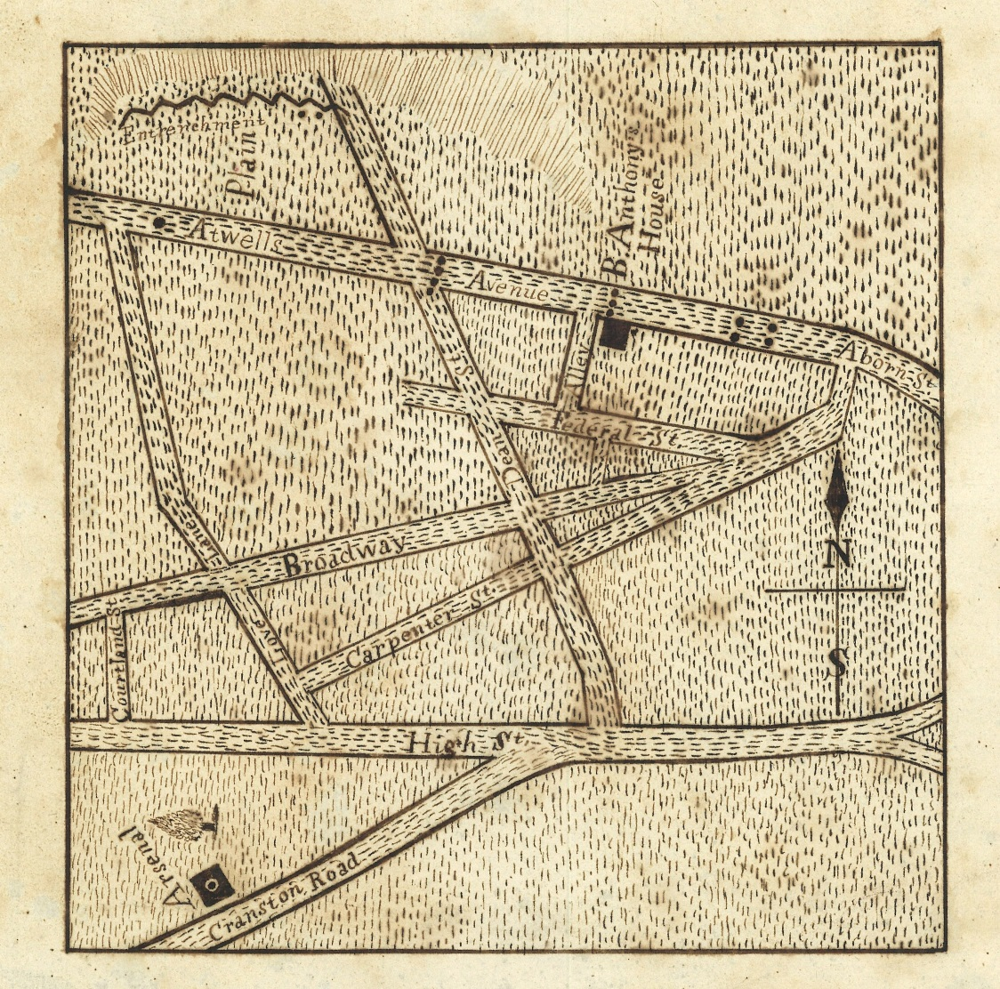 Entrenchment
Plain
B Anthony's
House.
Atwells
Avenue
Aborn-St
Alley
Federal-St
Dean
St.
Lane
Broadway
N
S
Love
Carpenter St.
Courtland St.
High St.
Arsenal
Cranston Road